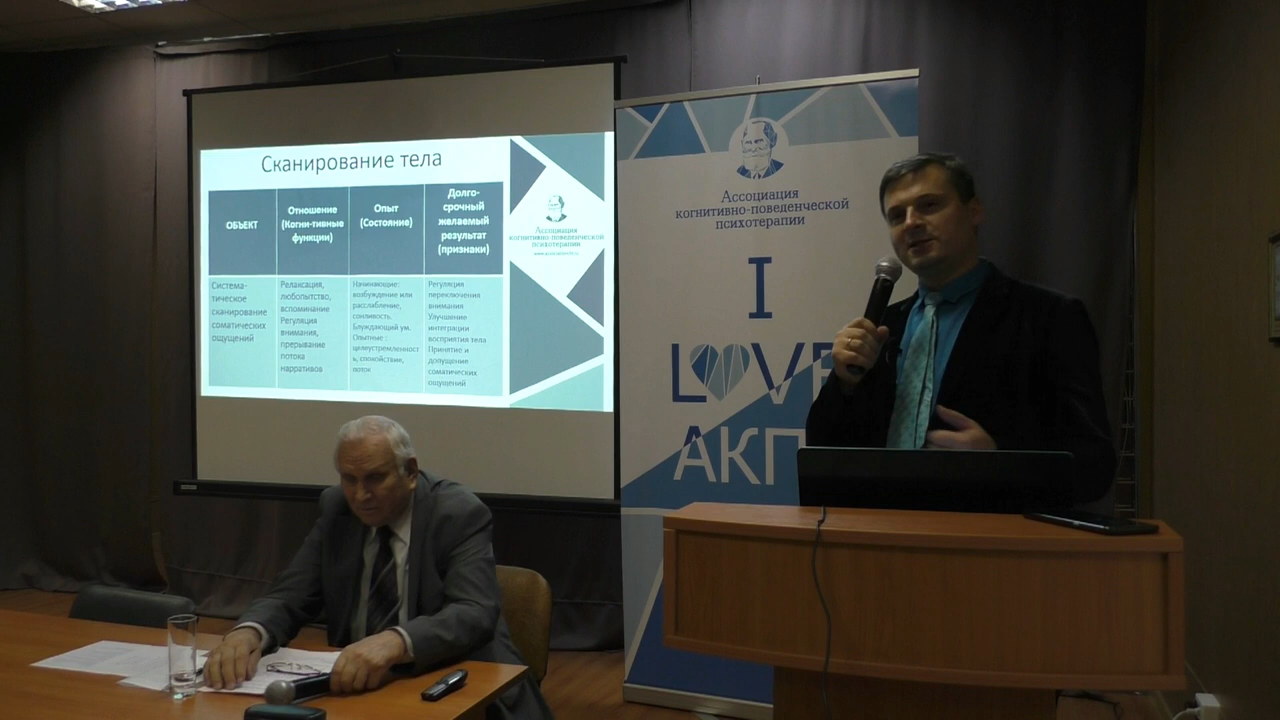 Сканирование тела
ОБЪЕКТ
Отношение
(Когни-тивные
функции)
Опыт
(Состояние)
Долго-
срочный
желаемый
результат
(признаки)
Система-
тическое
сканирование
соматических
ощущений
Релаксация,
любопытство,
вспоминание
Регуляция
внимания,
прерывание
потока
нарративов
Начинающие:
возбуждение или
расслабление,
сонливость.
Блуждающий ум.
Опытные :
целеустремленност
ь, спокойствие,
поток
Регуляция
переключения
внимания
Улучшение
интеграции
восприятия тела
Принятие и
допущение
соматических
ощущений
Ассоциация
когнитивно-поведенческой
психотерапии
Ассоциация
когнитивно-поведенческой
психотерапии
I
LOVE
АКП